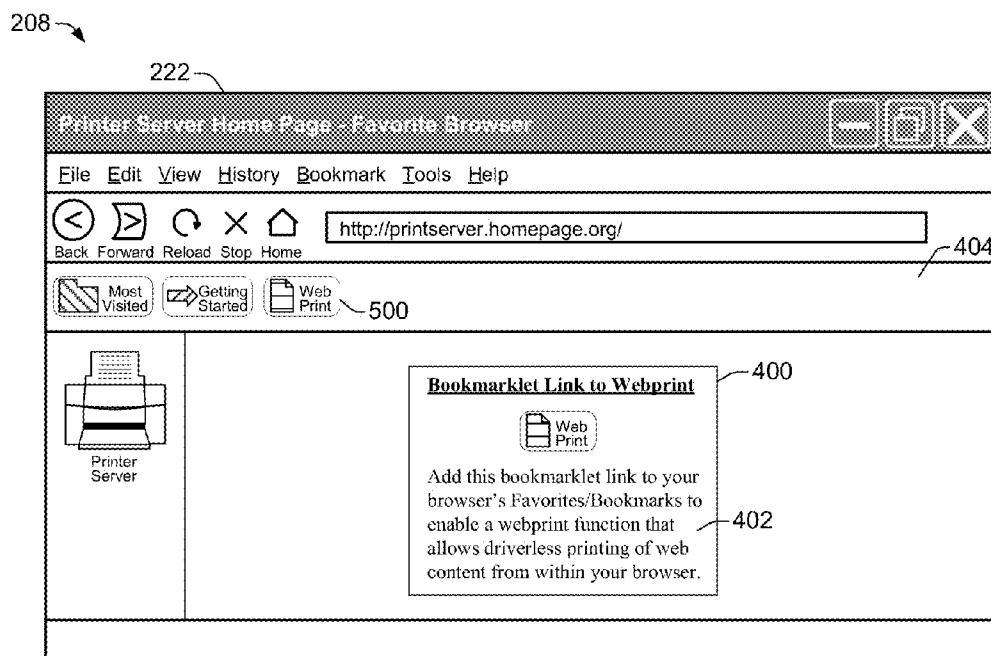 208
222
Printer Server Home Page - Favorite Browser
File Edit View History Bookmark Tools Help
Back Forward Reload Stop Home
http://printserver.homepage.org/
404
Most Visited
Getting Started
Web Print
500
Printer
Server
Bookmarklet Link to Webprint
400
Web
Print
Add this bookmarklet link to your
browser's Favorites/Bookmarks to
enable a webprint function that
402
allows driverless printing of web
content from within your browser.